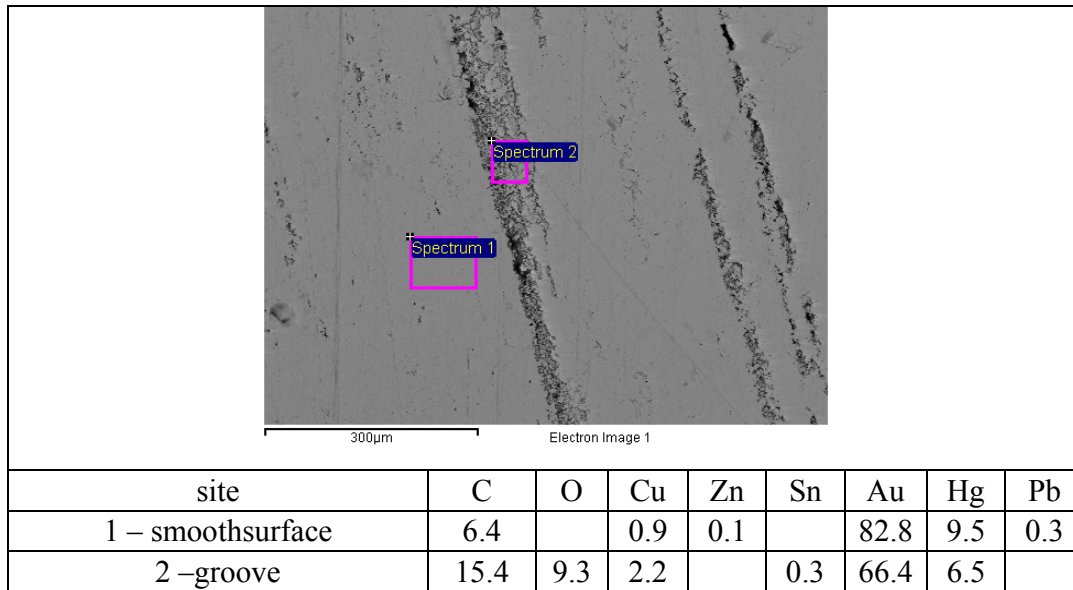 Spectrum 2
Spectrum 1
300µm Electron Image 1
site C O Cu Zn Sn Au Hg Pb
1 – smoothsurface 6.4 0.9 0.1 82.8 9.5 0.3
2 –groove 15.4 9.3 2.2 0.3 66.4 6.5